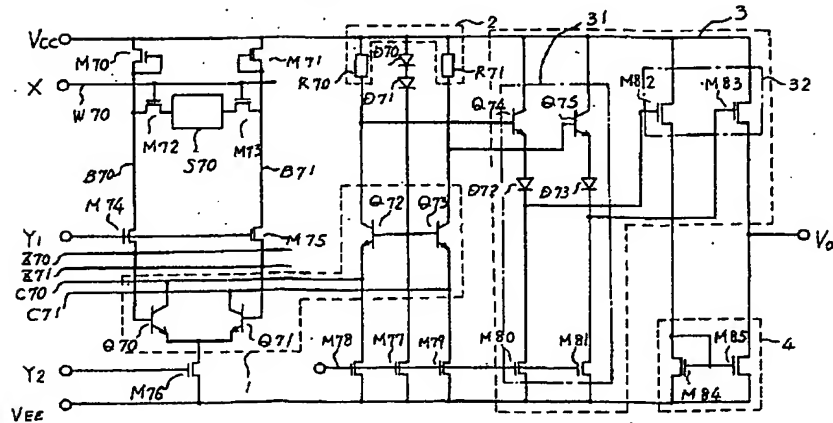 31
2
3
Vcc
M70
M71
D70
R70
R71
X
W70
D71
M82
M83
32
Q74
Q75
M72
S70
M73
B70
B71
D72
D73
M74
Y1
M75
Q72
Q73
Vo
Z70
Z71
C70
C71
Q70
Q71
M78
M77
M79
M80
M81
M85
4
M84
Y2
M76
1
VEE